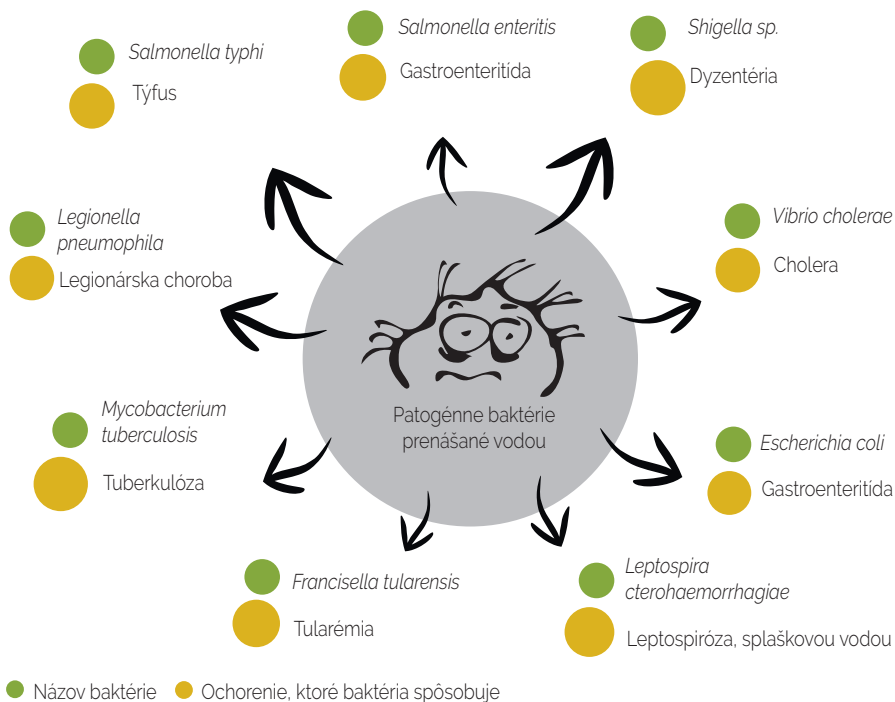 Salmonella typhi
Týfus
Salmonella enteritis
Gastroenteritída
Shigella sp.
Dyzentéria
Legionella
pneumophila
Legionárska choroba
Vibrio cholerae
Cholera
Patogénne baktérie
prenášané vodou
Mycobacterium
tuberculosis
Tuberkulóza
Escherichia coli
Gastroenteritída
Francisella tularensis
Tularémia
Leptospira
cterohaemorrhagiae
Leptospiróza, splaškovou vodou
Názov baktérie
Ochorenie, ktoré baktéria spôsobuje